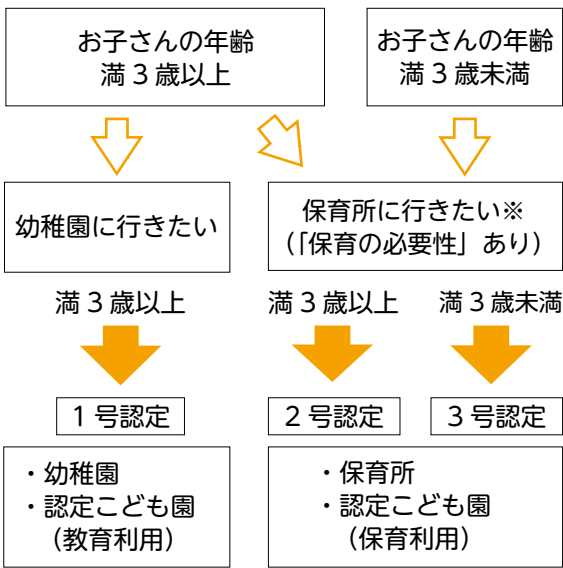 お子さんの年齢
満３歳以上
お子さんの年齢
満３歳未満
幼稚園に行きたい
保育所に行きたい※
（｢保育の必要性」あり）
満３歳以上
満３歳以上
満３歳未満
１号認定
２号認定
３号認定
・幼稚園
・認定こども園
（教育利用）
・保育所
・認定こども園
（保育利用）